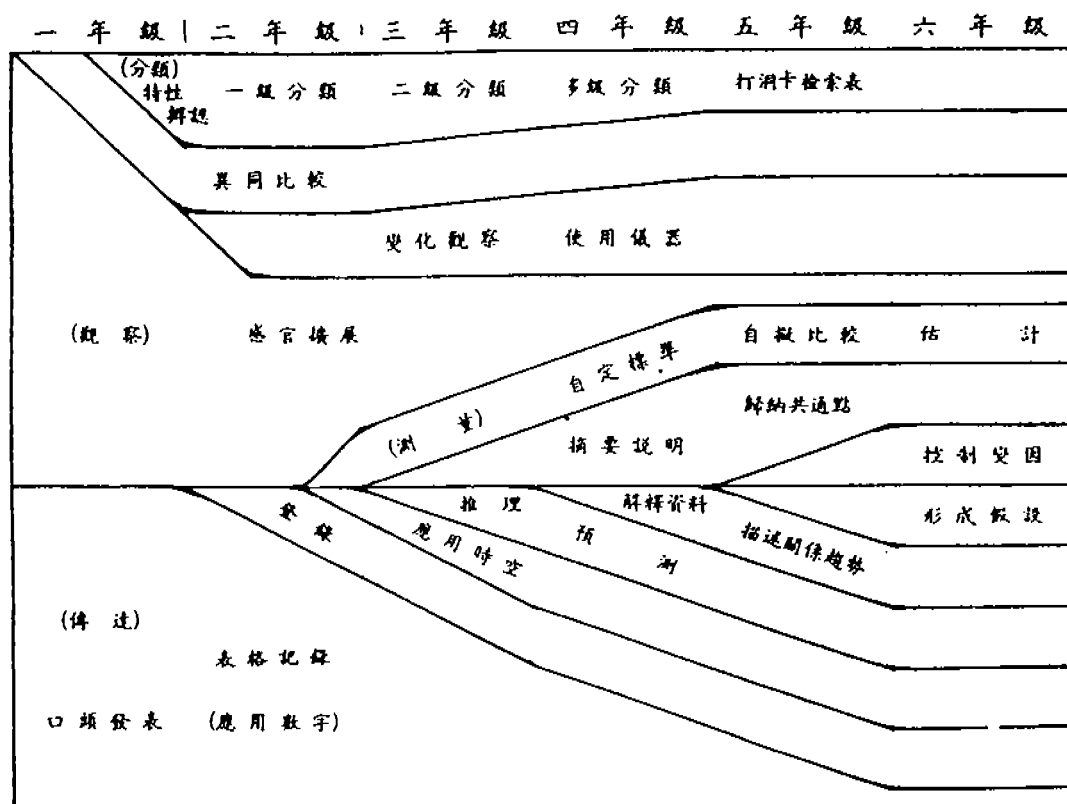 一年級 二年級 三年級 四年級 五年級 六年級
(分類)
特性 一級分類 二級分類 多級分類 打洞卡檢索表
辨認
異同比較
變化觀察 使用儀器
(觀察) 感官擴展
自定標準 自擬比較 估計
(測量)
歸納共通點
摘要說明
控制變因
登錄 推理 解釋資料 形成假設
應用時空 預測 描述關係趨勢
(傳達)
表格記錄
口頭發表 (應用數字)